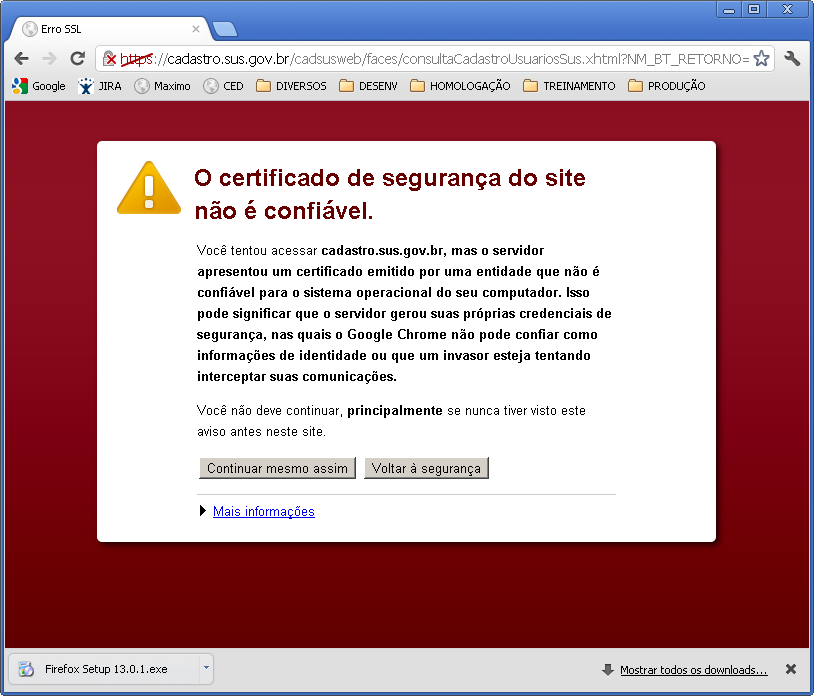 Erro SSL
https://cadastro.sus.gov.br/cadsusweb/faces/consultaCadastroUsuariosSus.xhtml?NM_BT_RETORNO=
Google JIRA Maximo CED DIVERSOS DESENV HOMOLOGAÇÃO TREINAMENTO PRODUÇÃO
O certificado de segurança do site
não é confiável.
Você tentou acessar cadastro.sus.gov.br, mas o servidor
apresentou um certificado emitido por uma entidade que não é
confiável para o sistema operacional do seu computador. Isso
pode significar que o servidor gerou suas próprias credenciais de
segurança, nas quais o Google Chrome não pode confiar como
informações de identidade ou que um invasor esteja tentando
interceptar suas comunicações.
Você não deve continuar, principalmente se nunca tiver visto este
aviso antes neste site.
Continuar mesmo assim Voltar à segurança
Mais informações
Firefox Setup 13.0.1.exe Mostrar todos os downloads...